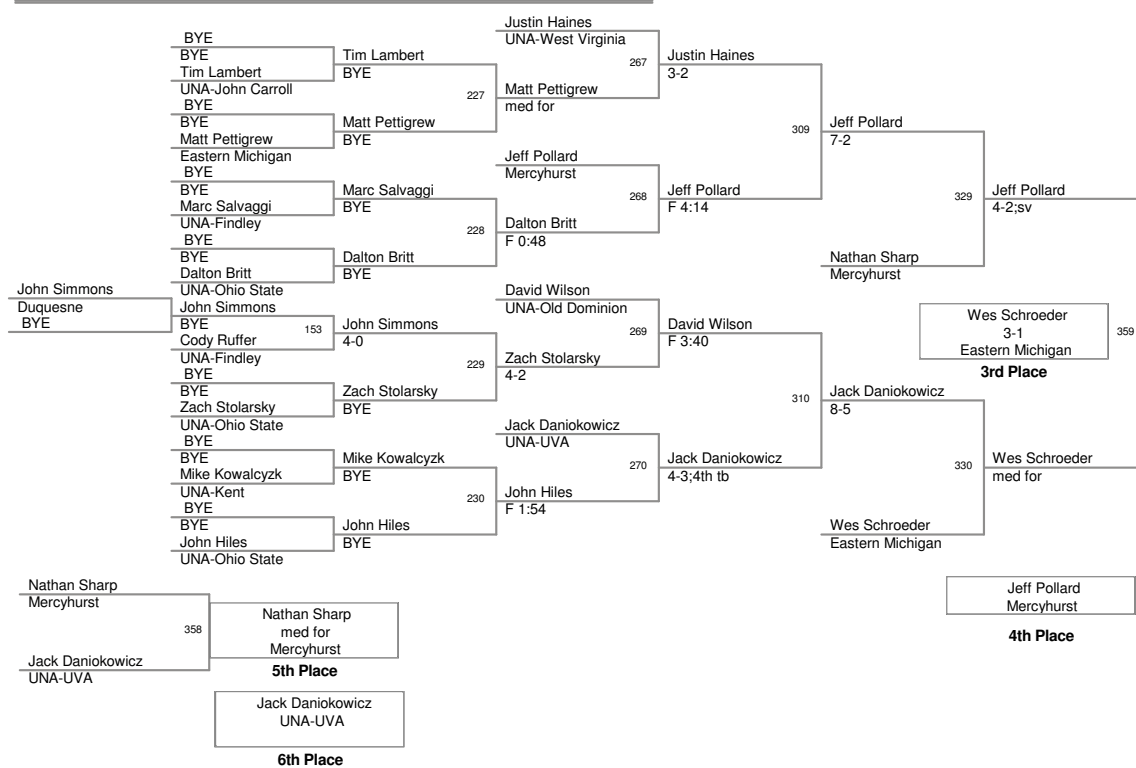 Justin Haines
UNA-West Virginia
267
Justin Haines
3-2
BYE
BYE
Tim Lambert
UNA-John Carroll
Tim Lambert
BYE
227
Matt Pettigrew
med for
BYE
BYE
Matt Pettigrew
Eastern Michigan
Matt Pettigrew
BYE
309
Jeff Pollard
7-2
Jeff Pollard
Mercyhurst
268
Jeff Pollard
F 4:14
BYE
BYE
Marc Salvaggi
UNA-Findley
Marc Salvaggi
BYE
228
Dalton Britt
F 0:48
BYE
BYE
Dalton Britt
UNA-Ohio State
Dalton Britt
BYE
329
Jeff Pollard
4-2;sv
Nathan Sharp
Mercyhurst
John Simmons
Duquesne
BYE
John Simmons
BYE
Cody Ruffer
UNA-Findley
153
John Simmons
4-0
David Wilson
UNA-Old Dominion
269
David Wilson
F 3:40
229
Zach Stolarsky
4-2
BYE
BYE
Zach Stolarsky
UNA-Ohio State
Zach Stolarsky
BYE
Wes Schroeder
3-1
Eastern Michigan
359
3rd Place
310
Jack Daniokowicz
8-5
Jack Daniokowicz
UNA-UVA
270
Jack Daniokowicz
4-3;4th tb
BYE
BYE
Mike Kowalcyzk
UNA-Kent
Mike Kowalcyzk
BYE
230
John Hiles
F 1:54
BYE
BYE
John Hiles
UNA-Ohio State
John Hiles
BYE
330
Wes Schroeder
med for
Wes Schroeder
Eastern Michigan
Nathan Sharp
Mercyhurst
358
Jack Daniokowicz
UNA-UVA
Nathan Sharp
med for
Mercyhurst
5th Place
Jack Daniokowicz
UNA-UVA
6th Place
Jeff Pollard
Mercyhurst
4th Place